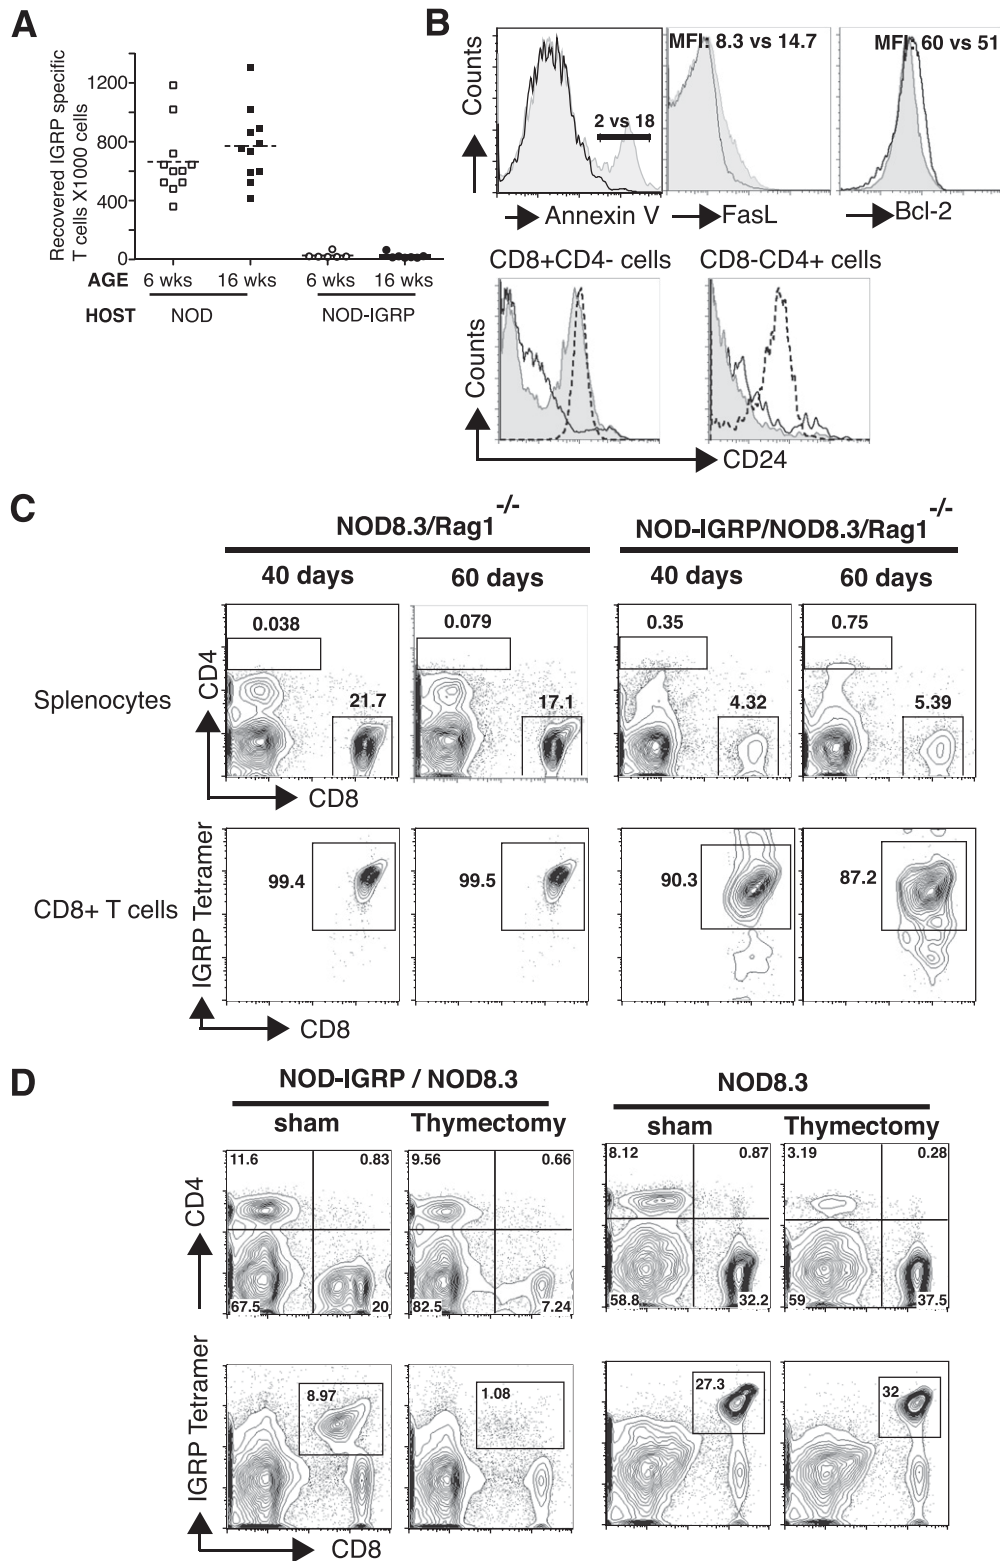 A
Recovered IGRP specific
T cells X1000 cells
1200
800
400
0
AGE 6 wks 16 wks 6 wks 16 wks
HOST NOD NOD-IGRP
B
Counts
MFI: 8.3 vs 14.7
MFI: 60 vs 51
2 vs 18
Annexin V FasL Bcl-2
CD8+CD4- cells CD8-CD4+ cells
Counts
CD24
C
NOD8.3/Rag1-/- NOD-IGRP/NOD8.3/Rag1-/-
40 days 60 days 40 days 60 days
Splenocytes
CD4
0.038 0.079 0.35 0.75
21.7 17.1 4.32 5.39
CD8
CD8+ T cells
IGRP Tetramer
99.4 99.5 90.3 87.2
CD8
D
NOD-IGRP / NOD8.3 NOD8.3
sham Thymectomy sham Thymectomy
CD4
11.6 0.83 9.56 0.66 8.12 0.87 3.19 0.28
67.5 20 82.5 7.24 58.8 32.2 59 37.5
IGRP Tetramer
8.97 1.08 27.3 32
CD8